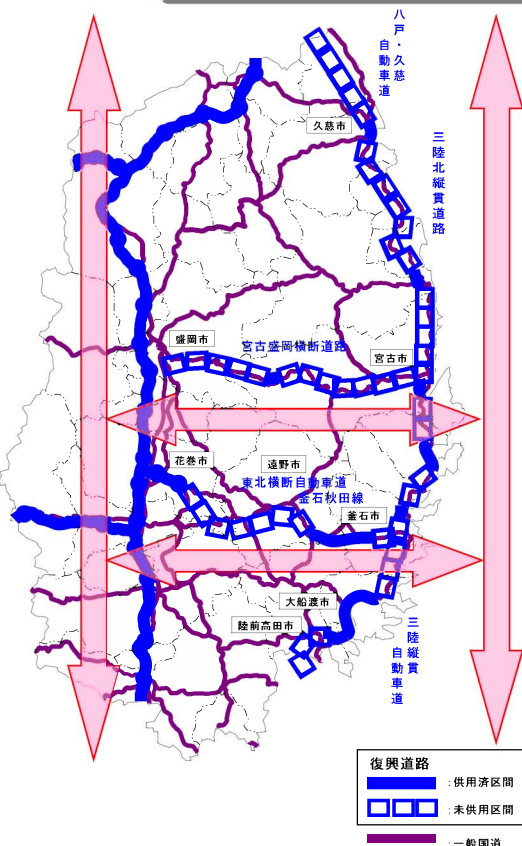 八戸・久慈
自動車道
久慈市
三陸北縦貫道路
盛岡市
宮古盛岡横断道路
宮古市
花巻市
遠野市
東北横断自動車道
釜石秋田線
釜石市
大船渡市
陸前高田市
三陸縦貫
自動車道
復興道路
:供用済区間
:未供用区間
:一般国道